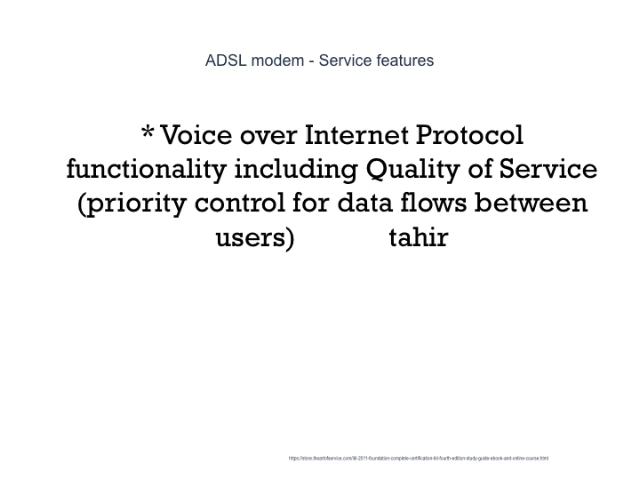 ADSL modem - Service features
* Voice over Internet Protocol
functionality including Quality of Service
(priority control for data flows between
users) tahir
https://store.theartofservice.com/itil-2011-foundation-complete-certification-kit-fourth-edition-study-guide-ebook-and-online-course.html